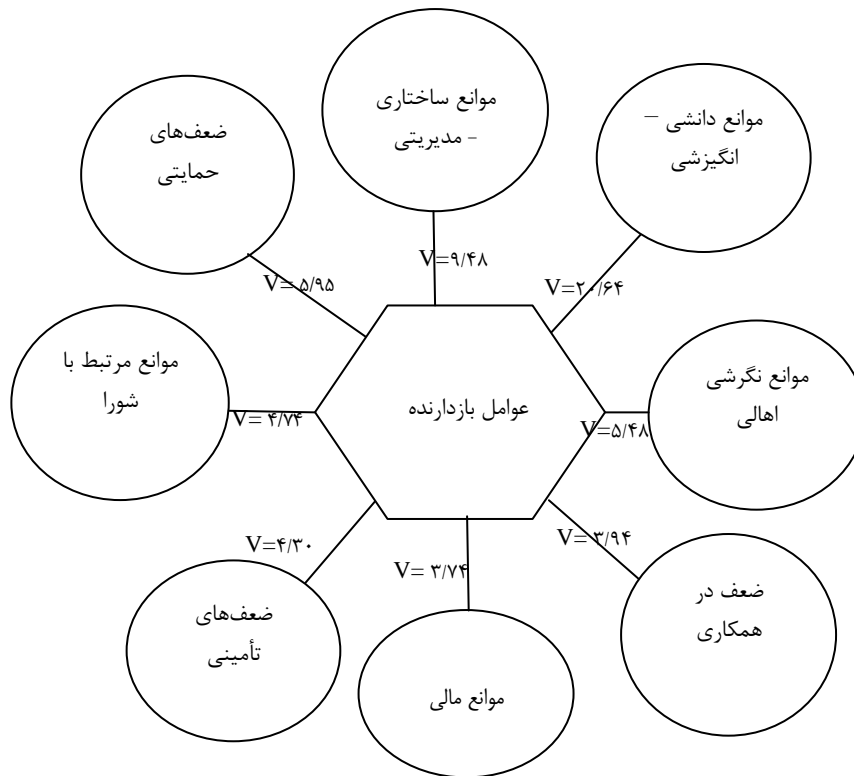 موانع ساختاری
- مدیریتی
موانع دانشی –
انگیزشی
ضعف‌های
حمایتی
V=۹/۴۸
V= ۵/۹۵
V=۲۰/۶۴
موانع مرتبط با
شورا
عوامل بازدارنده
موانع نگرشی
اهالی
V= ۴/۷۴
V=۵/۴۸
V=۴/۳۰
V= ۳/۷۴
V= ۳/۹۴
ضعف‌های
تأمینی
موانع مالی
ضعف در
همکاری